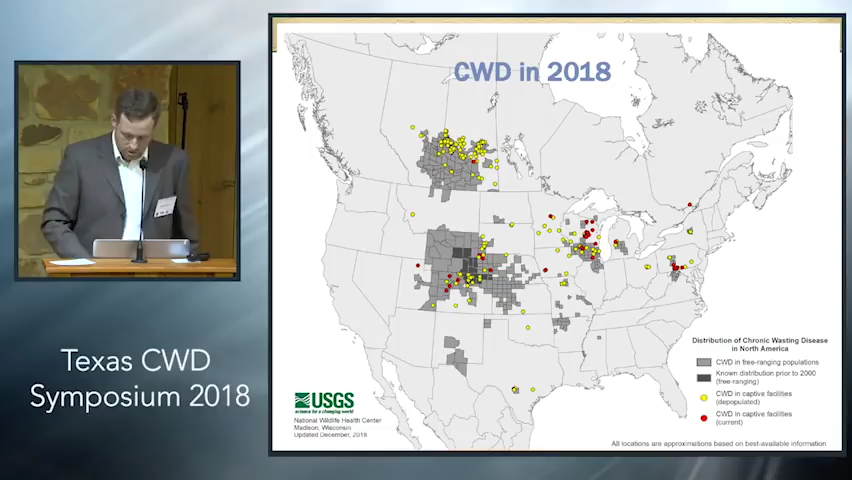 CWD in 2018
Texas CWD
Symposium 2018
USGS
science for a changing world
National Wildlife Health Center
Madison, Wisconsin
Updated December, 2018
Distribution of Chronic Wasting Disease
in North America
CWD in free-ranging populations
Known distribution prior to 2000
(free-ranging)
CWD in captive facilities
(depopulated)
CWD in captive facilities
(current)
All locations are approximations based on best-available information